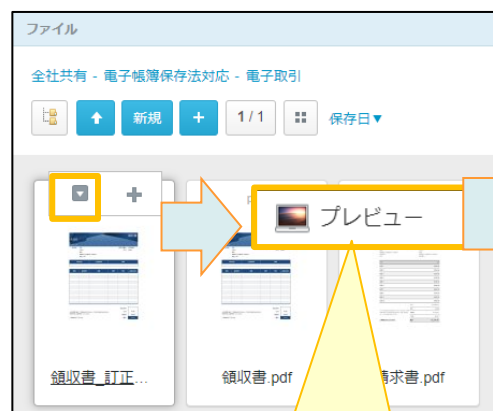 ファイル
全社共有 - 電子帳簿保存法対応 - 電子取引
新規
1 / 1
保存日▼
プレビュー
領収書_訂正...
領収書.pdf
請求書.pdf